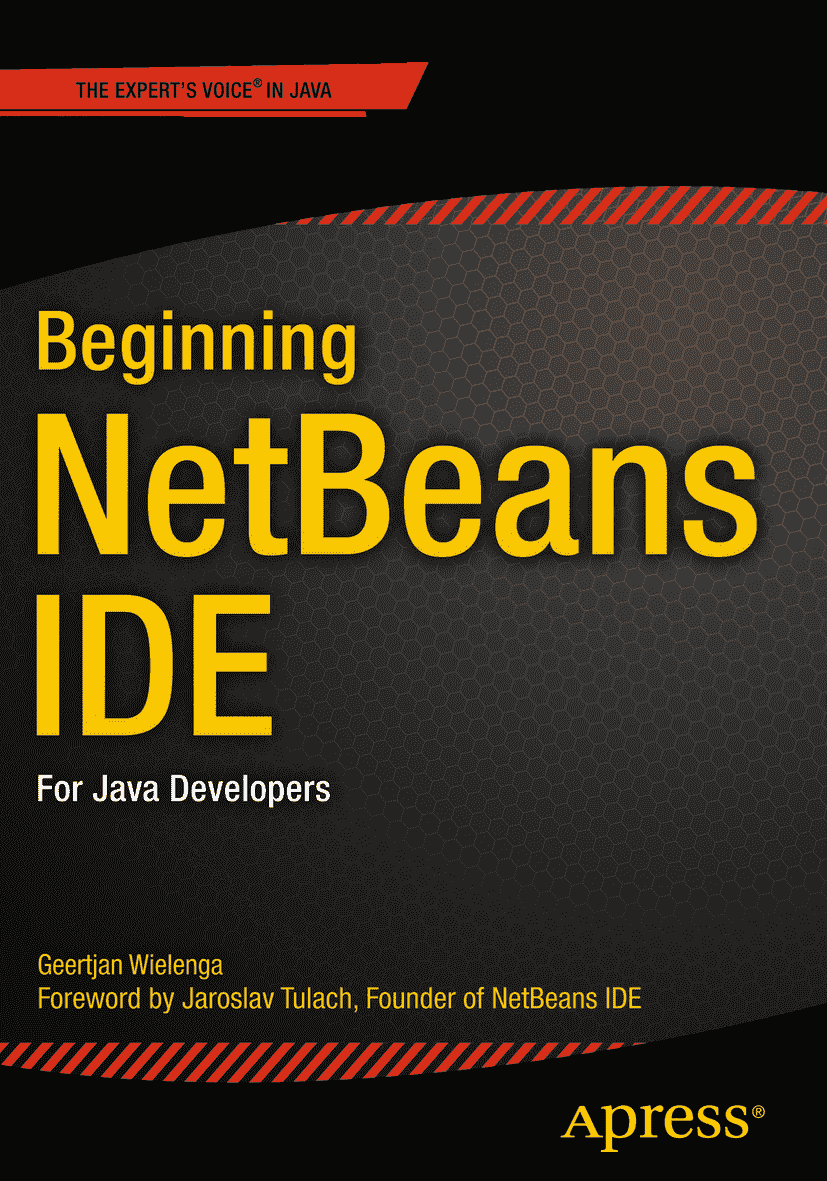 THE EXPERT'S VOICE® IN JAVA
Beginning
NetBeans
IDE
For Java Developers
Geertjan Wielenga
Foreword by Jaroslav Tulach, Founder of NetBeans IDE
Apress®